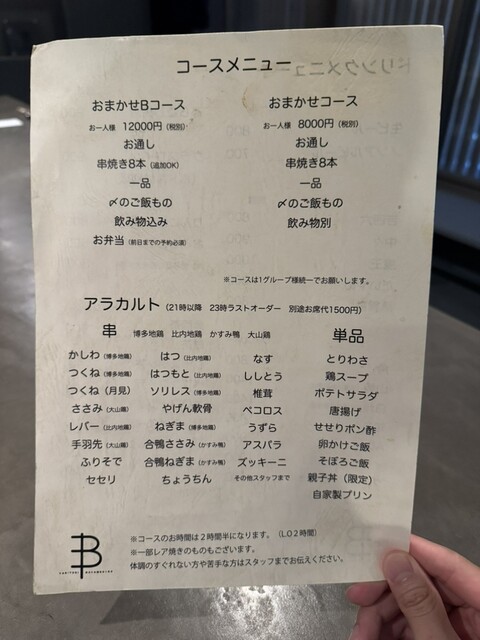 コースメニュー
おまかせBコース
お一人様 12000円(税別)
お通し
串焼き8本(追加OK)
一品
〆のご飯もの
飲み物込み
お弁当(前日までの予約必須)
おまかせコース
お一人様 8000円(税別)
お通し
串焼き8本
一品
〆のご飯もの
飲み物別
※コースは1グループ様統一でお願いします。
アラカルト(21時以降 23時ラストオーダー 別途お席代1500円)
串 博多地鶏 比内地鶏 かすみ鴨 大山鶏
かしわ(博多地鶏)
つくね(博多地鶏)
つくね(月見)
ささみ(大山鶏)
レバー(比内地鶏)
手羽先(大山鶏)
ふりそで
セセリ
はつ(比内地鶏)
はつもと(比内地鶏)
ソリレス(博多地鶏)
やげん軟骨
ねぎま(博多地鶏)
合鴨ささみ(かすみ鴨)
合鴨ねぎま(かすみ鴨)
ちょうちん
なす
ししとう
椎茸
ペコロス
うずら
アスパラ
ズッキーニ
その他スタッフまで
単品
とりわさ
鶏スープ
ポテトサラダ
唐揚げ
せせりポン酢
卵かけご飯
そぼろご飯
親子丼(限定)
自家製プリン
B
※コースのお時間は2時間半になります。(LO2時間)
※一部レア焼きのものもございます。
体調のすぐれない方や苦手な方はスタッフまでお伝えください。